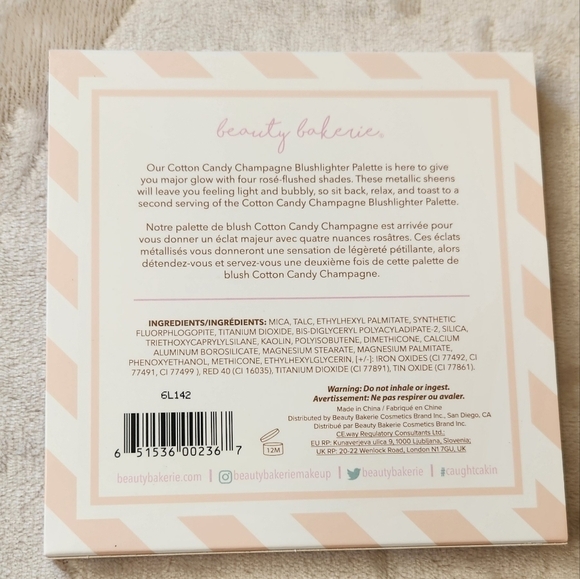 beauty bakerie®
Our Cotton Candy Champagne Blushlighter Palette is here to give
you major glow with four rosé-flushed shades. These metallic sheens
will leave you feeling light and bubbly, so sit back, relax, and toast to a
second serving of the Cotton Candy Champagne Blushlighter Palette.
Notre palette de blush Cotton Candy Champagne est arrivée pour
vous donner un éclat majeur avec quatre nuances rosâtres. Ces éclats
métallisés vous donneront une sensation de légèreté pétillante, alors
détendez-vous et servez-vous une deuxième fois de cette palette de
blush Cotton Candy Champagne.
INGREDIENTS/INGRÉDIENTS: MICA, TALC, ETHYLHEXYL PALMITATE, SYNTHETIC
FLUORPHLOGOPITE, TITANIUM DIOXIDE, BIS-DIGLYCERYL POLYACYLADIPATE-2, SILICA,
TRIETHOXYCAPRYLYLSILANE, KAOLIN, POLYISOBUTENE, DIMETHICONE, CALCIUM
ALUMINUM BOROSILICATE, MAGNESIUM STEARATE, MAGNESIUM PALMITATE,
PHENOXYETHANOL, METHICONE, ETHYLHEXYLGLYCERIN, [+/-]: IRON OXIDES (CI 77492, CI
77491, CI 77499 ), RED 40 (CI 16035), TITANIUM DIOXIDE (CI 77891), TIN OXIDE (CI 77861).
6L142
6 51536 00236 7
12M
Warning: Do not inhale or ingest.
Avertissement: Ne pas respirer ou avaler.
Made in China / Fabriqué en Chine
Distributed by Beauty Bakerie Cosmetics Brand Inc., San Diego, CA
Distribué par Beauty Bakerie Cosmetics Brand Inc.
CE.way Regulatory Consultants Ltd.:
EU RP: Kunaverjeva ulica 9, 1000 Ljubljana, Slovenia;
UK RP: 20-22 Wenlock Road, London N1 7GU, UK
beautybakerie.com | beautybakeriemakeup | beautybakerie | #caughtcakin